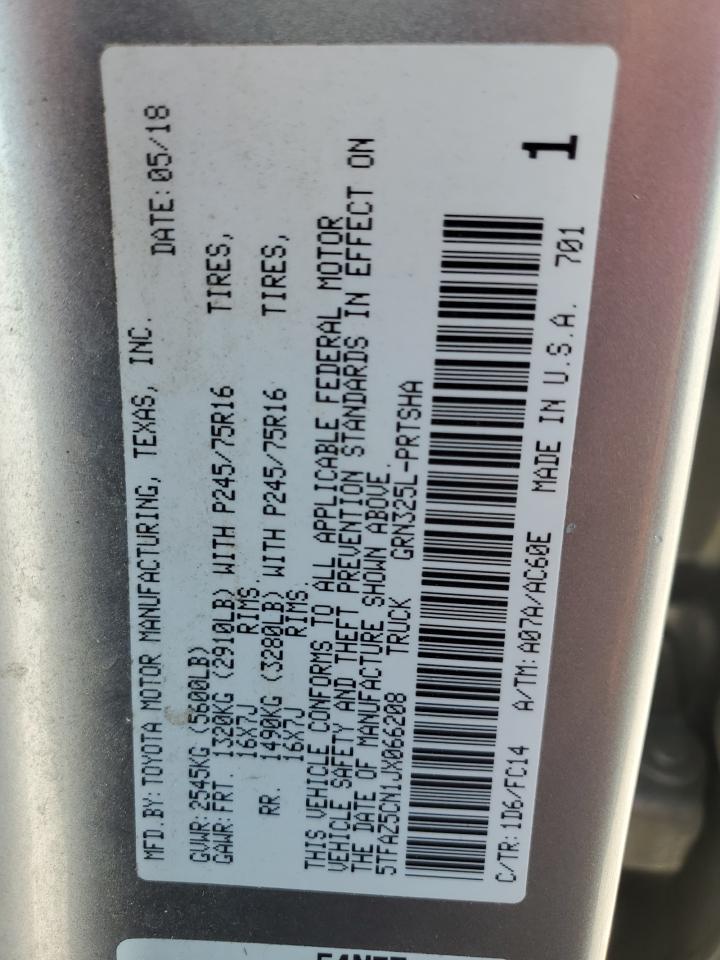 MFD.BY: TOYOTA MOTOR MANUFACTURING, TEXAS, INC. DATE: 05/18
GVWR: 2545KG (5600LB)
GAWR: FRT. 1320KG (2910LB) WITH P245/75R16 TIRES,
16X7J RIMS.
RR. 1490KG (3280LB) WITH P245/75R16 TIRES,
16X7J RIMS.
THIS VEHICLE CONFORMS TO ALL APPLICABLE FEDERAL MOTOR
VEHICLE SAFETY AND THEFT PREVENTION STANDARDS IN EFFECT ON
THE DATE OF MANUFACTURE SHOWN ABOVE.
5TFAZ5CN1JX066208 TRUCK GRN325L-PRTSHA
C/TR: 1D6/FC14 A/TM: A07A/AC60E MADE IN U.S.A. 701
1